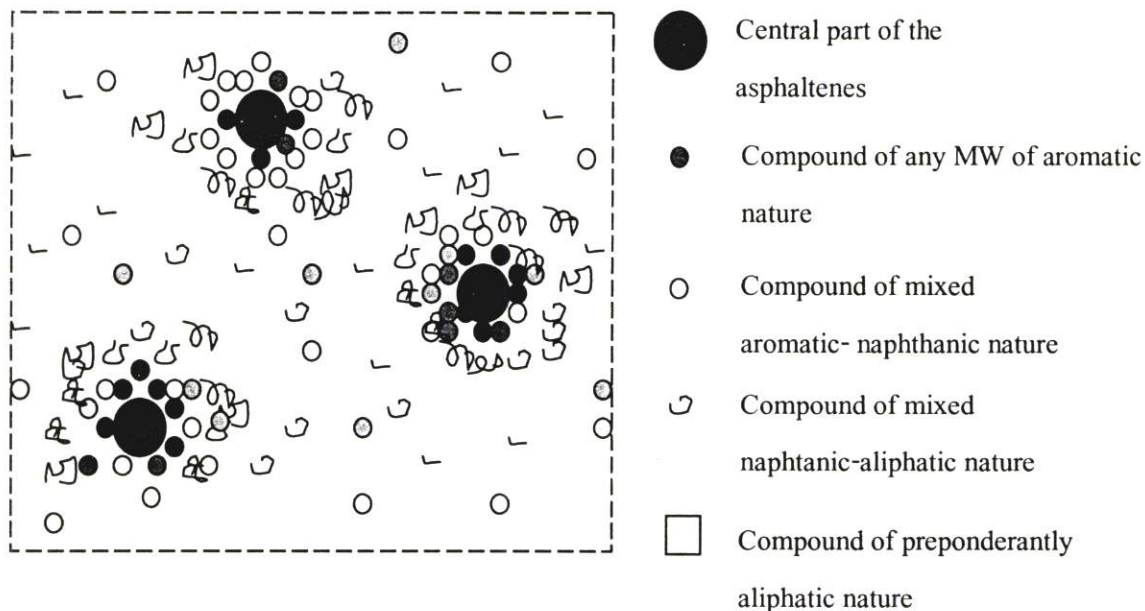 Central part of the
asphaltenes
Compound of any MW of aromatic
nature
Compound of mixed
aromatic- naphthanic nature
Compound of mixed
naphtanic-aliphatic nature
Compound of preponderantly
aliphatic nature